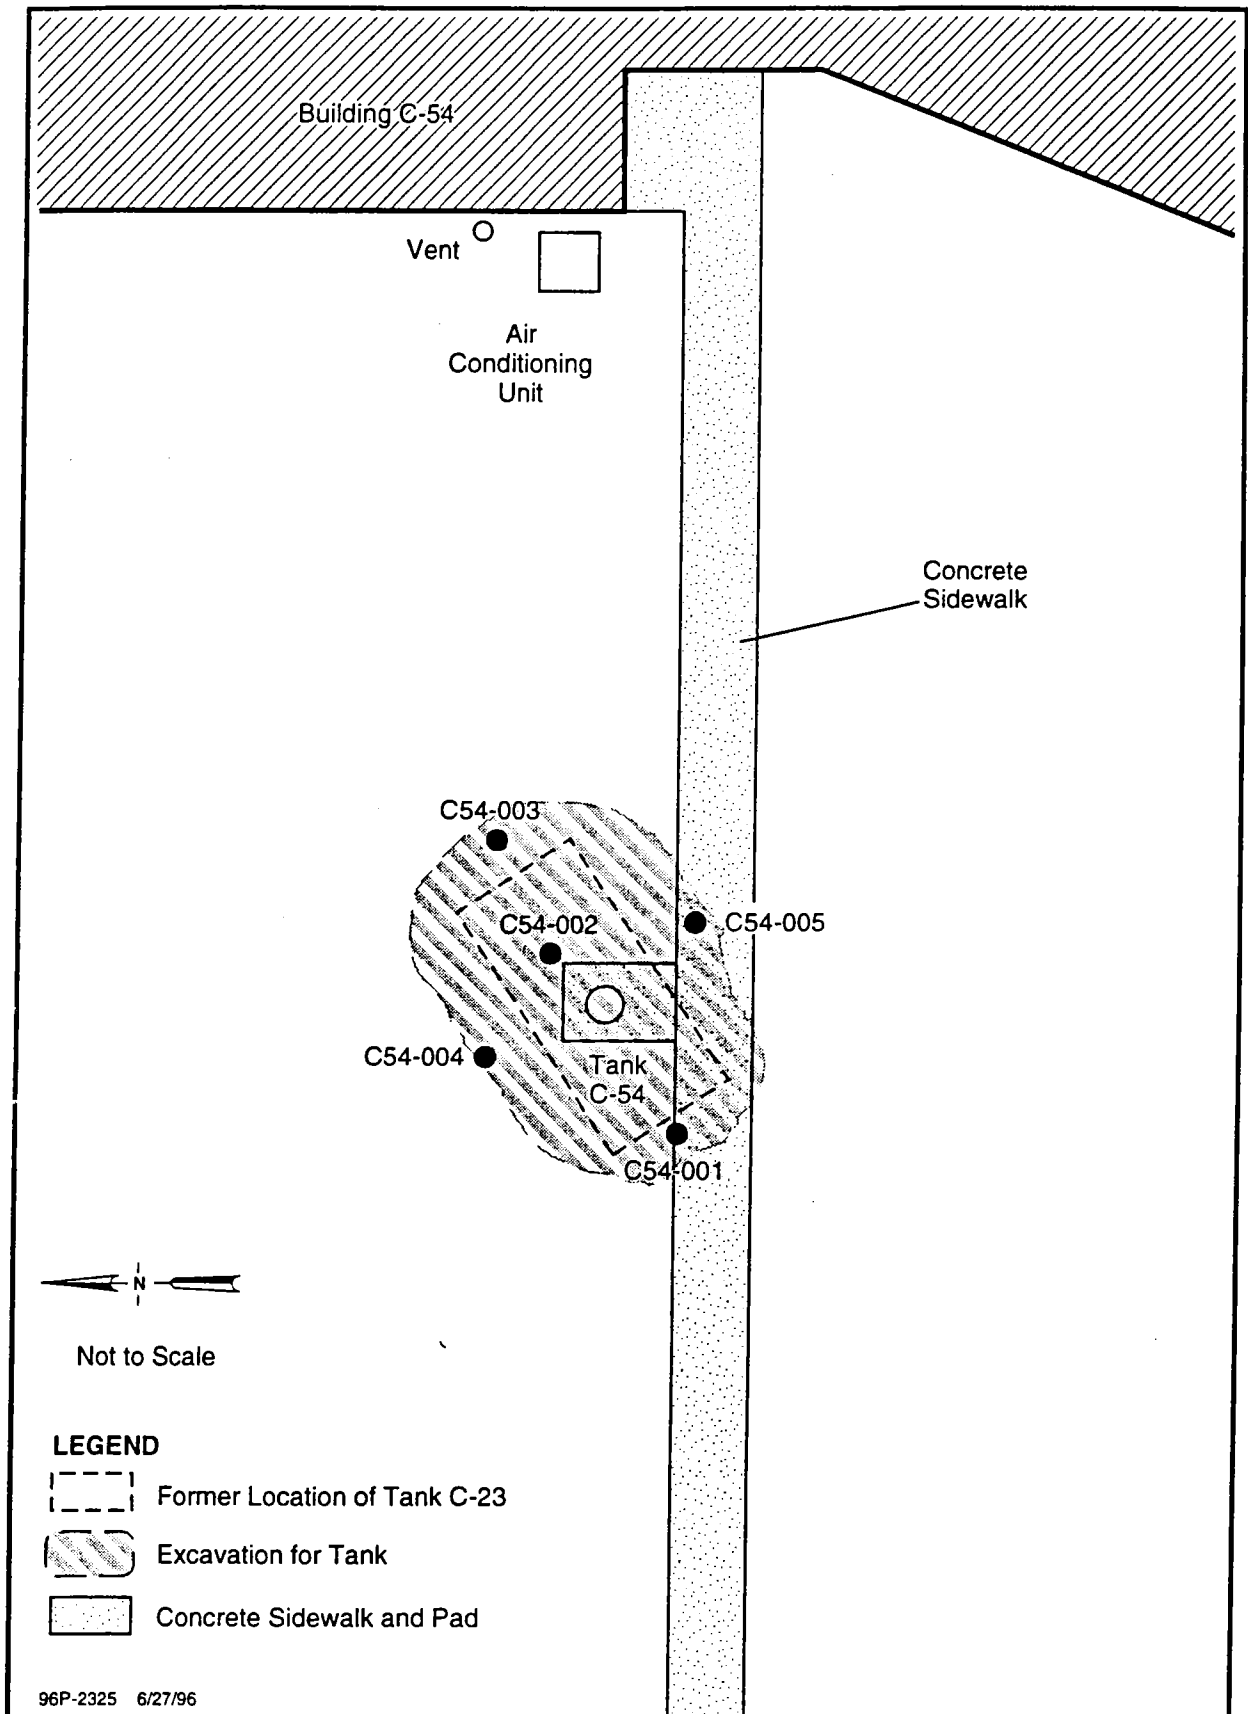 Building C-54
Vent
Air
Conditioning
Unit
Concrete
Sidewalk
C54-003
C54-002
C54-005
C54-004
Tank
C-54
C54-001
N
Not to Scale
LEGEND
Former Location of Tank C-23
Excavation for Tank
Concrete Sidewalk and Pad
96P-2325 6/27/96